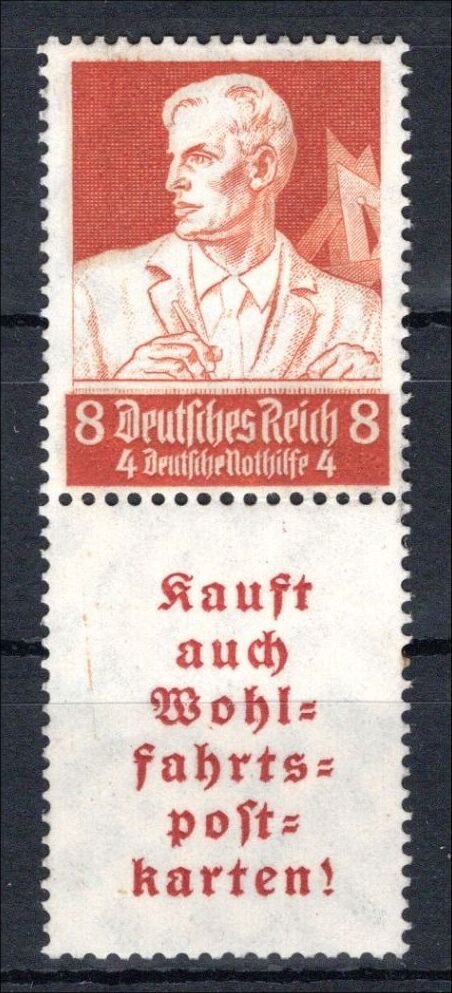 8 Deutsches Reich 8
4 Deutsche Nothilfe 4
Kauft
auch
Wohl=
fahrts=
post=
karten!